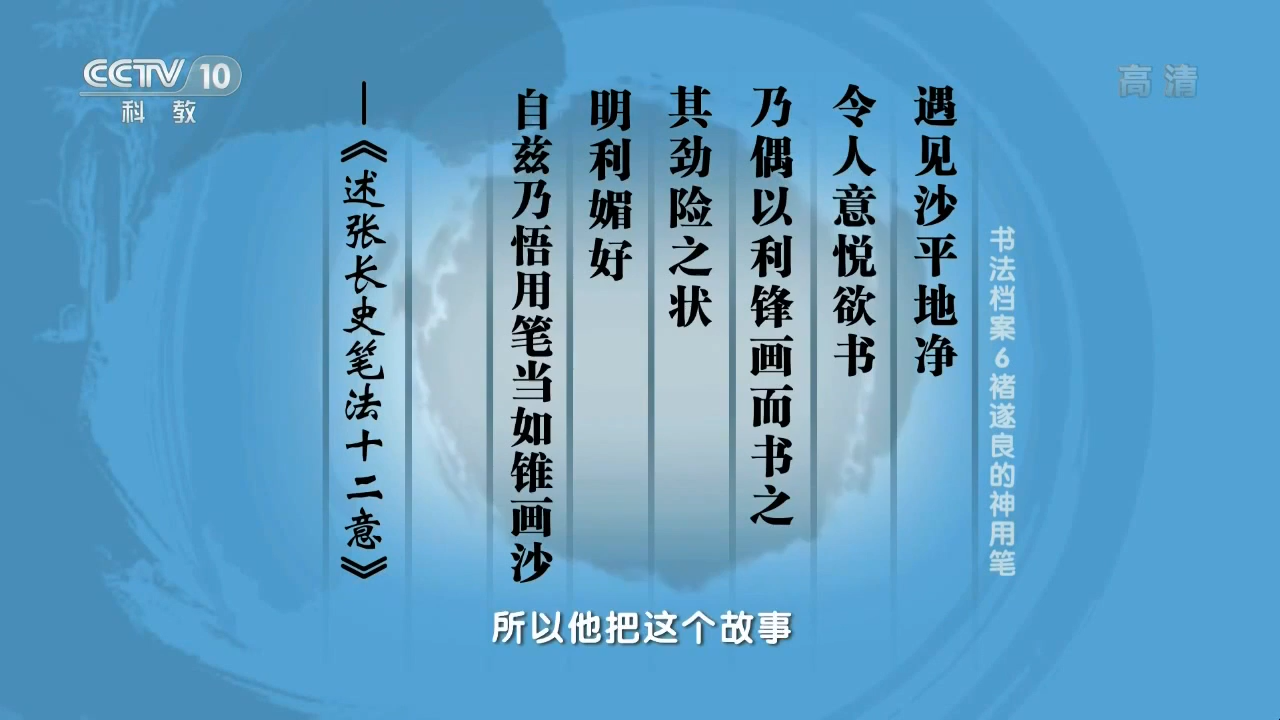 CCTV 10
科教
高清
书法档案6褚遂良的神用笔
遇见沙平地净
令人意悦欲书
乃偶以利锋画而书之
其劲险之状
明利媚好
自兹乃悟用笔当如锥画沙
—《述张长史笔法十二意》
所以他把这个故事